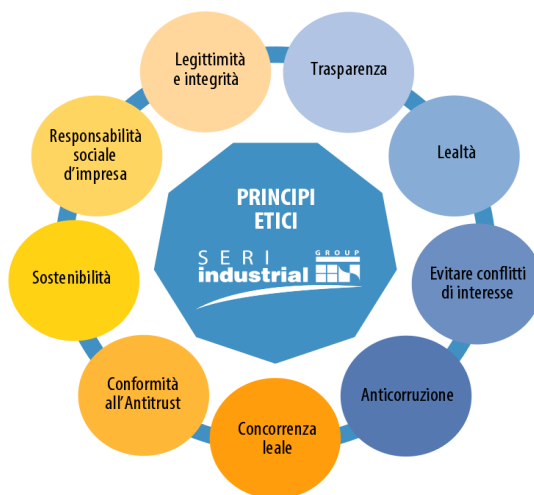 Legittimità
e integrità
Trasparenza
Lealtà
Evitare conflitti
di interesse
Anticorruzione
Concorrenza
leale
Conformità
all'Antitrust
Sostenibilità
Responsabilità
sociale
d'impresa
PRINCIPI
ETICI
SERI
GROUP
industrial